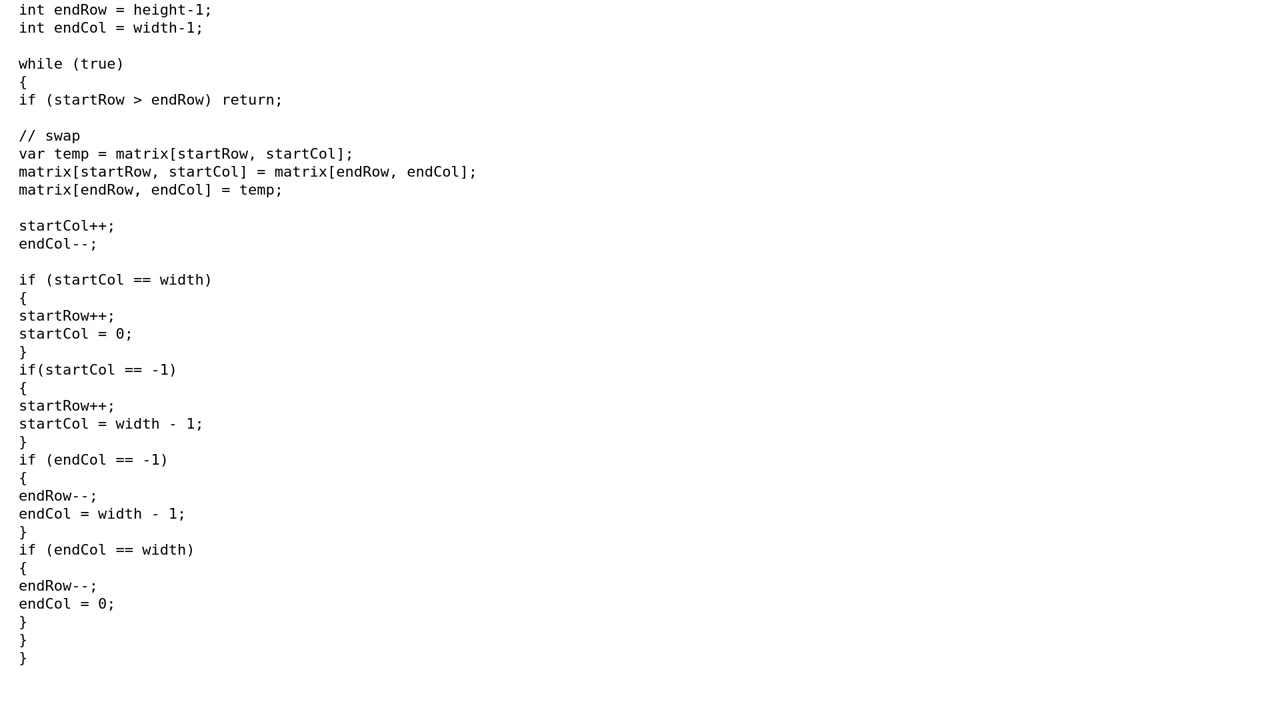 int endRow = height-1;
int endCol = width-1;
while (true)
{
if (startRow > endRow) return;
// swap
var temp = matrix[startRow, startCol];
matrix[startRow, startCol] = matrix[endRow, endCol];
matrix[endRow, endCol] = temp;
startCol++;
endCol--;
if (startCol == width)
{
startRow++;
startCol = 0;
}
if(startCol == -1)
{
startRow++;
startCol = width - 1;
}
if (endCol == -1)
{
endRow--;
endCol = width - 1;
}
if (endCol == width)
{
endRow--;
endCol = 0;
}
}
}